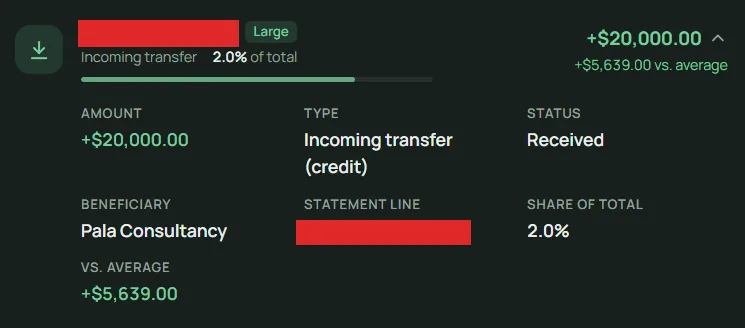 Large
+$20,000.00
Incoming transfer 2.0% of total
+$5,639.00 vs. average
AMOUNT
+$20,000.00
TYPE
Incoming transfer
(credit)
STATUS
Received
BENEFICIARY
Pala Consultancy
STATEMENT LINE
SHARE OF TOTAL
2.0%
VS. AVERAGE
+$5,639.00